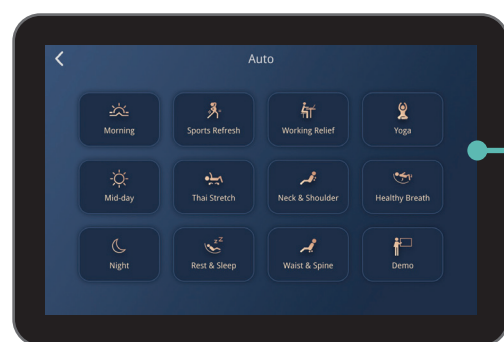 Auto
Morning
Sports Refresh
Working Relief
Yoga
Mid-day
Thai Stretch
Neck & Shoulder
Healthy Breath
Night
Rest & Sleep
Waist & Spine
Demo